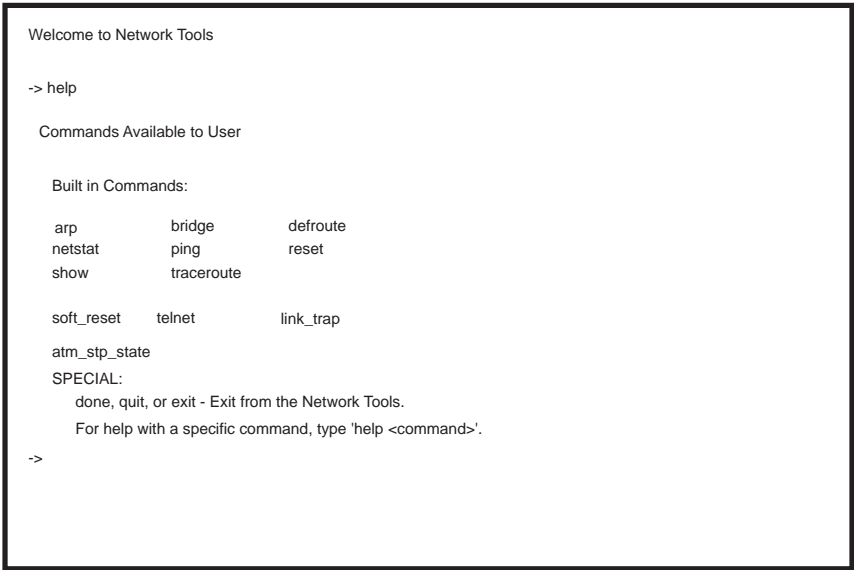 Welcome to Network Tools
-> help
Commands Available to User
Built in Commands:
arp bridge defroute
netstat ping reset
show traceroute
soft_reset telnet link_trap
atm_stp_state
SPECIAL:
done, quit, or exit - Exit from the Network Tools.
For help with a specific command, type 'help <command>'.
->